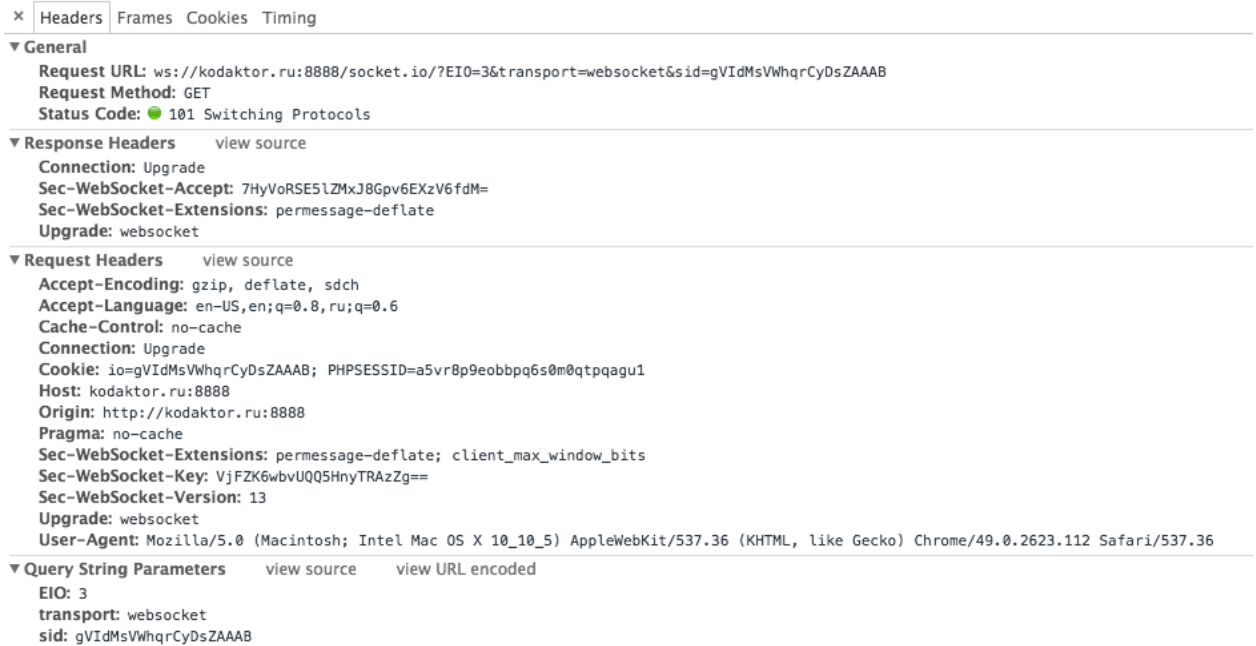 × Headers Frames Cookies Timing
▼ General
Request URL: ws://kodaktor.ru:8888/socket.io/?EIO=3&transport=websocket&sid=gVIdMsVWhqrCyDsZAAAB
Request Method: GET
Status Code: 101 Switching Protocols
▼ Response Headers view source
Connection: Upgrade
Sec-WebSocket-Accept: 7HyVoRSE5lZMxJ8Gpv6EXzV6fdM=
Sec-WebSocket-Extensions: permessage-deflate
Upgrade: websocket
▼ Request Headers view source
Accept-Encoding: gzip, deflate, sdch
Accept-Language: en-US,en;q=0.8,ru;q=0.6
Cache-Control: no-cache
Connection: Upgrade
Cookie: io=gVIdMsVWhqrCyDsZAAAB; PHPSESSID=a5vr8p9eobbpq6s0m0qtpqagu1
Host: kodaktor.ru:8888
Origin: http://kodaktor.ru:8888
Pragma: no-cache
Sec-WebSocket-Extensions: permessage-deflate; client_max_window_bits
Sec-WebSocket-Key: VjFZK6wbvUQQ5HnyTRAzZg==
Sec-WebSocket-Version: 13
Upgrade: websocket
User-Agent: Mozilla/5.0 (Macintosh; Intel Mac OS X 10_10_5) AppleWebKit/537.36 (KHTML, like Gecko) Chrome/49.0.2623.112 Safari/537.36
▼ Query String Parameters view source view URL encoded
EIO: 3
transport: websocket
sid: gVIdMsVWhqrCyDsZAAAB